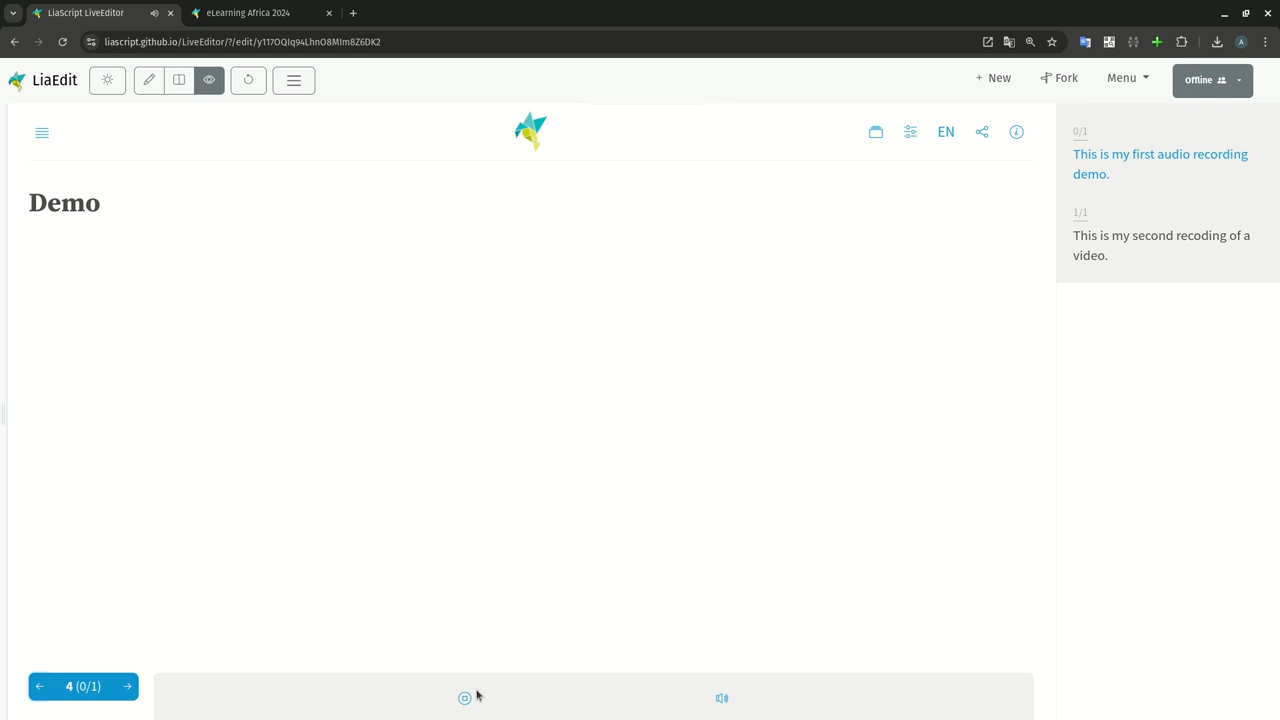 LiaScript LiveEditor
eLearning Africa 2024
liascript.github.io/LiveEditor/?/edit/y117OQIq94LhnO8MIm8Z6DK2
A
LiaEdit
New
Fork
Menu
Offline
EN
Demo
0/1
This is my first audio recording
demo.
1/1
This is my second recoding of a
video.
4 (0/1)